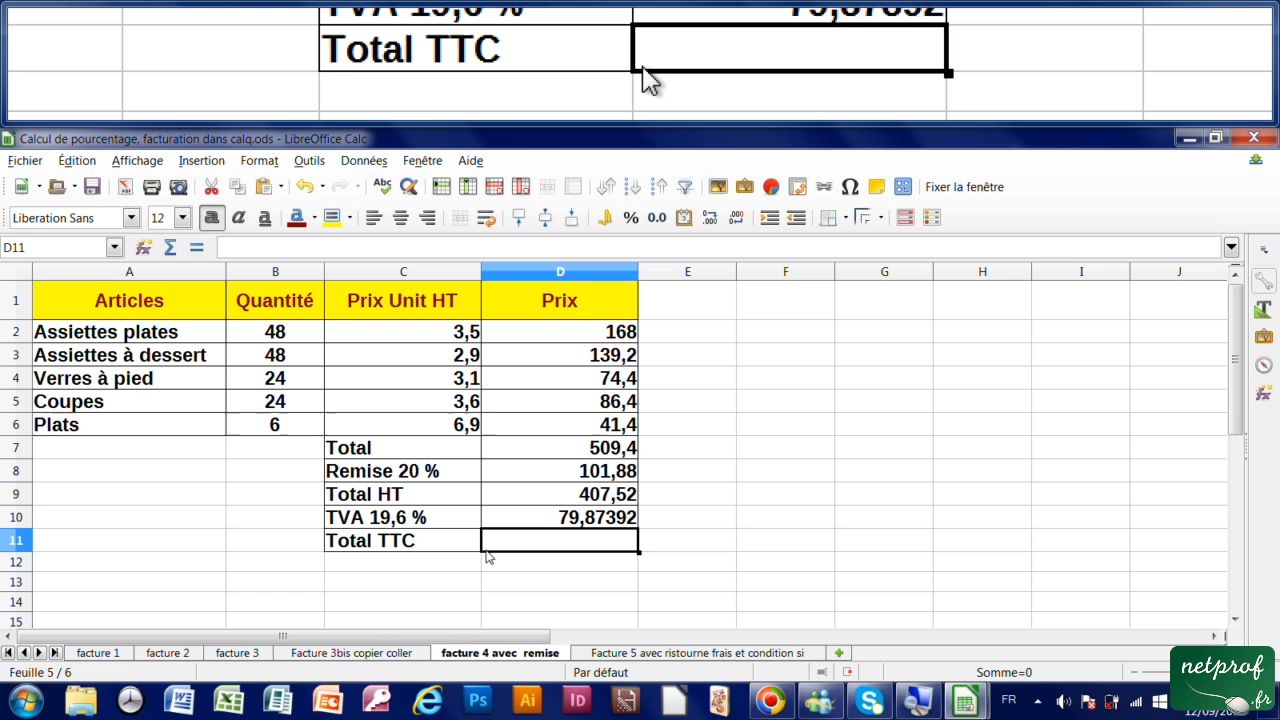 TVA 19,6 % 79,87392
Total TTC
Calcul de pourcentage, facturation dans calq.ods - LibreOffice Calc
Fichier Édition Affichage Insertion Format Outils Données Fenêtre Aide
Fixer la fenêtre
Liberation Sans 12
D11
A B C D E F G H I J
1 Articles Quantité Prix Unit HT Prix
2 Assiettes plates 48 3,5 168
3 Assiettes à dessert 48 2,9 139,2
4 Verres à pied 24 3,1 74,4
5 Coupes 24 3,6 86,4
6 Plats 6 6,9 41,4
7 Total 509,4
8 Remise 20 % 101,88
9 Total HT 407,52
10 TVA 19,6 % 79,87392
11 Total TTC
12
13
14
15
facture 1 facture 2 facture 3 Facture 3bis copier coller facture 4 avec remise Facture 5 avec ristourne frais et condition si
Feuille 5 / 6 Par défaut Somme=0
netprof
.fr
FR